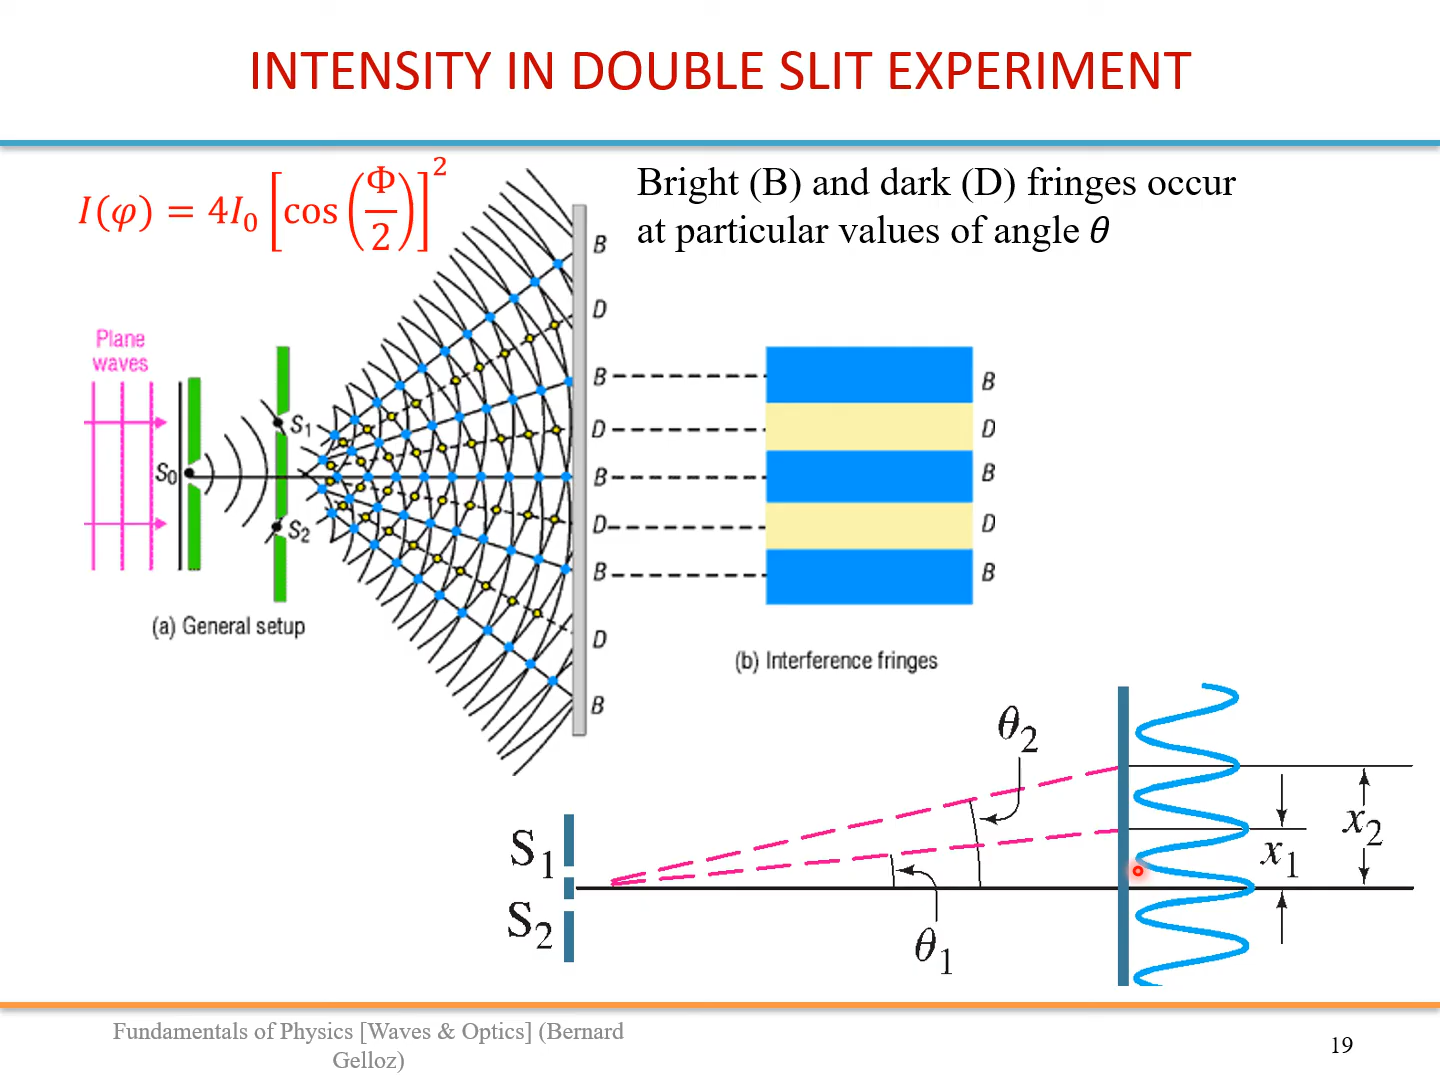 INTENSITY IN DOUBLE SLIT EXPERIMENT
I(φ) = 4I₀ [cos(Φ/2)]²
Bright (B) and dark (D) fringes occur
at particular values of angle θ
Plane
waves
S₀
S₁
S₂
B
D
B
D
B
D
B
D
B
(a) General setup
B
D
B
D
B
(b) Interference fringes
S₁
S₂
θ₂
θ₁
x₁
x₂
Fundamentals of Physics [Waves & Optics] (Bernard
Gelloz)
19